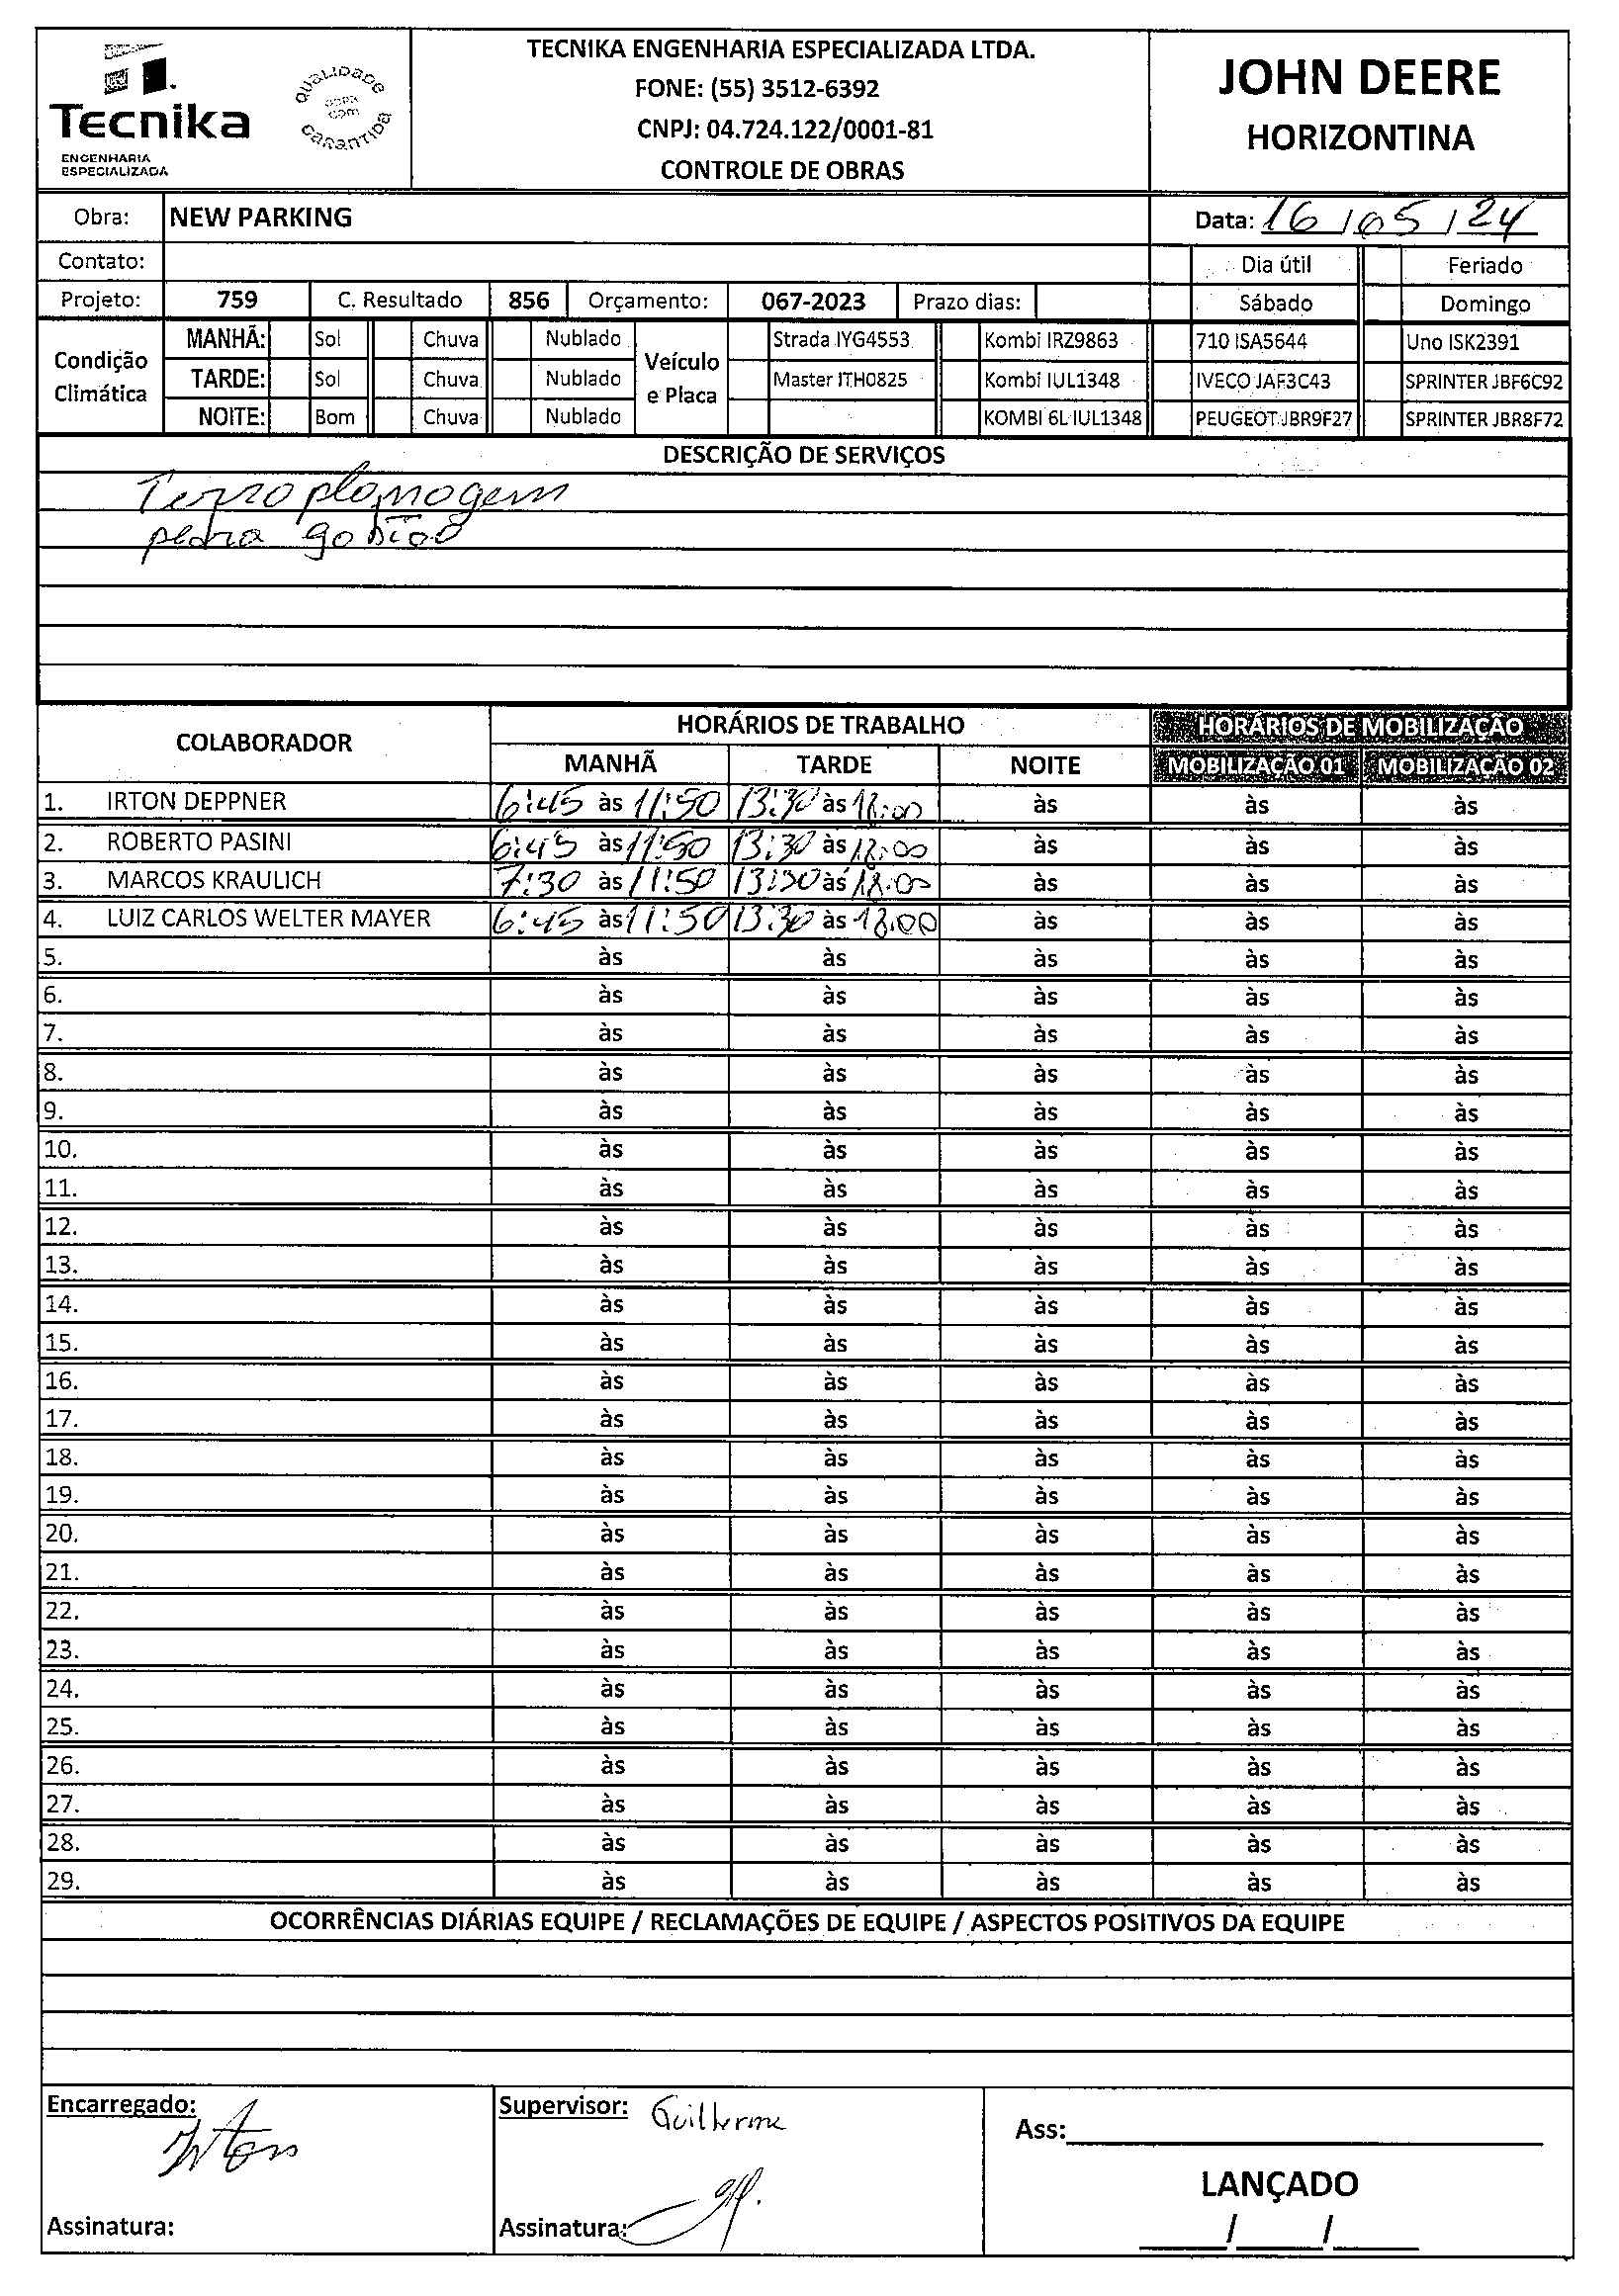 Tecnika
ENGENHARIA
ESPECIALIZADA
QUALIDADE
COM
GARANTIDA
TECNIKA ENGENHARIA ESPECIALIZADA LTDA.
FONE: (55) 3512-6392
CNPJ: 04.724.122/0001-81
CONTROLE DE OBRAS
JOHN DEERE
HORIZONTINA
Obra: NEW PARKING Data: 16/05/24
Contato: Dia útil Feriado
Projeto: 759 C. Resultado 856 Orçamento: 067-2023 Prazo dias: Sábado Domingo
Condição Climática
MANHÃ: Sol Chuva Nublado
TARDE: Sol Chuva Nublado
NOITE: Bom Chuva Nublado
Veículo e Placa
Strada IYG4553 Kombi IRZ9863 710 ISA5644 Uno ISK2391
Master ITH0825 Kombi IUL1348 IVECO JAF3C43 SPRINTER JBF6C92
KOMBI 6L IUL1348 PEUGEOT JBR9F27 SPRINTER JBR8F72
DESCRIÇÃO DE SERVIÇOS
Terroplanagem
pedra gabião
COLABORADOR HORÁRIOS DE TRABALHO HORÁRIOS DE MOBILIZAÇÃO
MANHÃ TARDE NOITE MOBILIZAÇÃO 01 MOBILIZAÇÃO 02
1. IRTON DEPPNER 6:45 às 11:50 13:30 às 18:00 às às às
2. ROBERTO PASINI 6:45 às 11:50 13:30 às 18:00 às às às
3. MARCOS KRAULICH 7:30 às 11:50 13:30 às 18:00 às às às
4. LUIZ CARLOS WELTER MAYER 6:45 às 11:50 13:30 às 18:00 às às às
5. às às às às às
6. às às às às às
7. às às às às às
8. às às às às às
9. às às às às às
10. às às às às às
11. às às às às às
12. às às às às às
13. às às às às às
14. às às às às às
15. às às às às às
16. às às às às às
17. às às às às às
18. às às às às às
19. às às às às às
20. às às às às às
21. às às às às às
22. às às às às às
23. às às às às às
24. às às às às às
25. às às às às às
26. às às às às às
27. às às às às às
28. às às às às às
29. às às às às às
OCORRÊNCIAS DIÁRIAS EQUIPE / RECLAMAÇÕES DE EQUIPE / ASPECTOS POSITIVOS DA EQUIPE
Encarregado: Irton
Assinatura:
Supervisor: Guilherme
Assinatura:
Ass:
LANÇADO
/ /